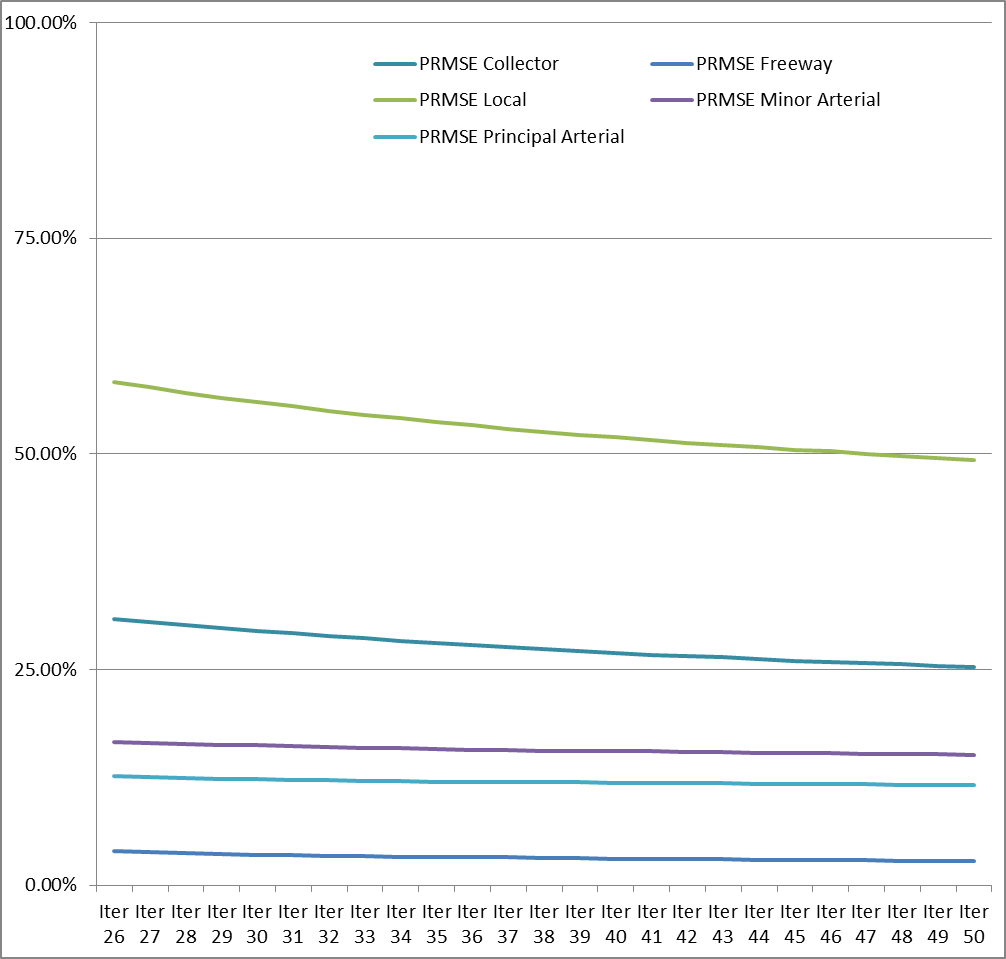 100.00%
PRMSE Collector PRMSE Freeway
PRMSE Local PRMSE Minor Arterial
PRMSE Principal Arterial
75.00%
50.00%
25.00%
0.00%
Iter Iter Iter Iter Iter Iter Iter Iter Iter Iter Iter Iter Iter Iter Iter Iter Iter Iter Iter Iter Iter Iter Iter Iter Iter
26 27 28 29 30 31 32 33 34 35 36 37 38 39 40 41 42 43 44 45 46 47 48 49 50